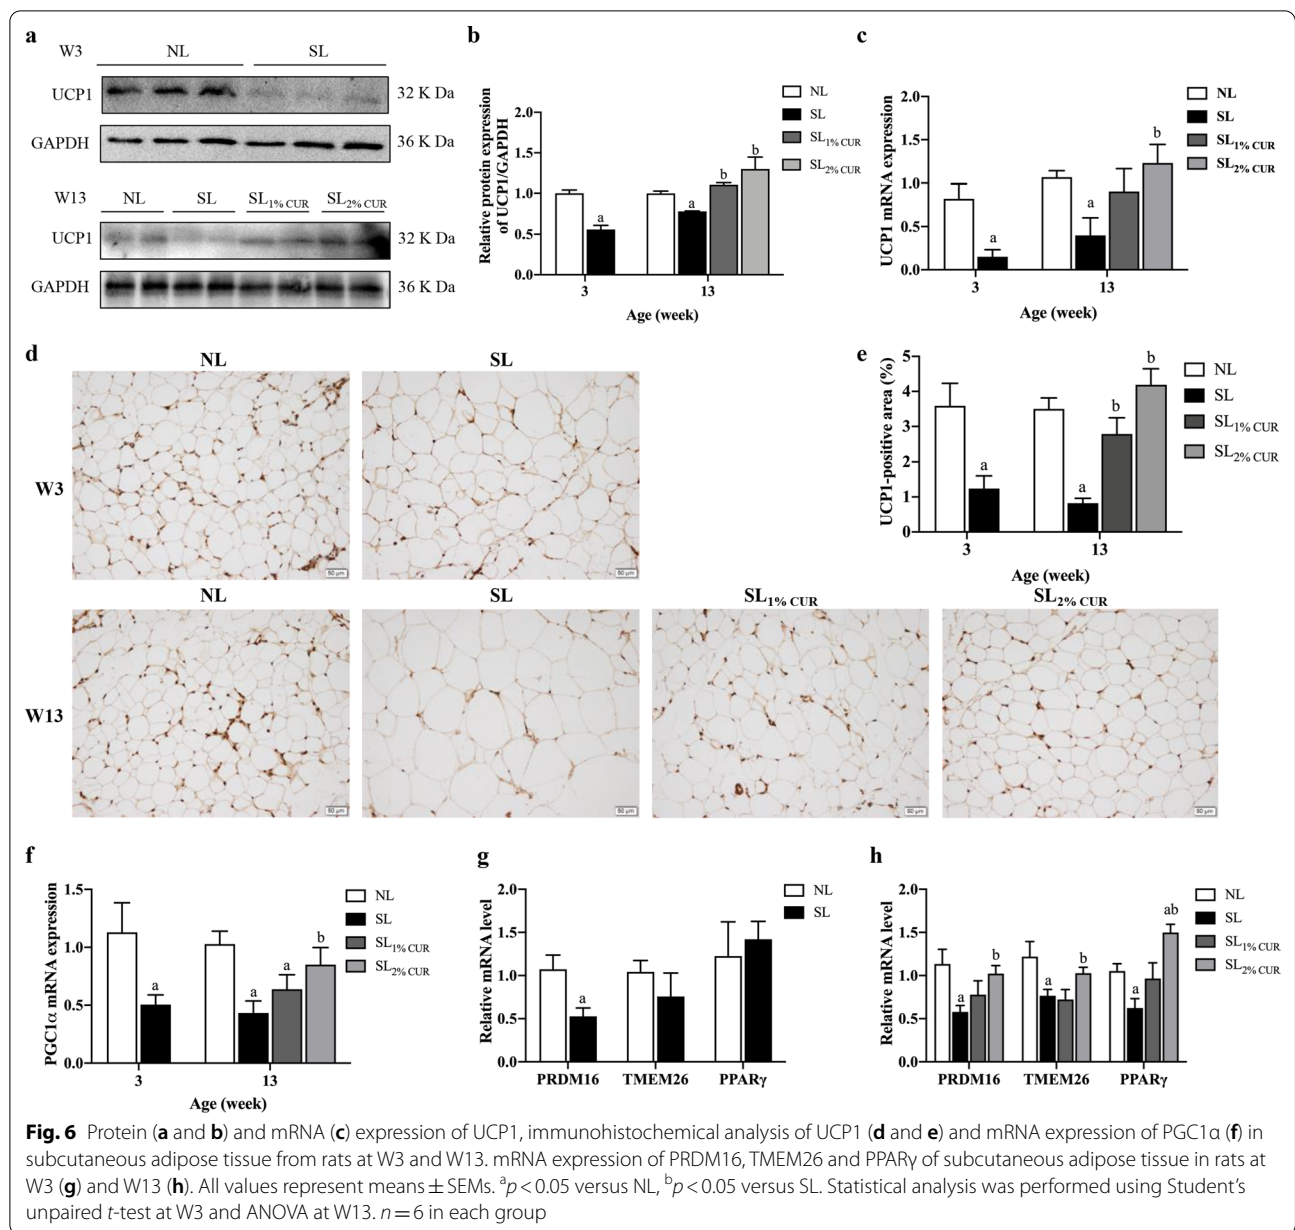 a
W3 NL SL
UCP1 32 K Da
GAPDH 36 K Da
W13 NL SL SL1% CUR SL2% CUR
UCP1 32 K Da
GAPDH 36 K Da
b
Relative protein expression
of UCP1/GAPDH
2.0
1.5
1.0
0.5
0.0
a
a
b
b
3 13
Age (week)
NL
SL
SL1% CUR
SL2% CUR
c
UCP1 mRNA expression
2.0
1.5
1.0
0.5
0.0
a
a
b
3 13
Age (week)
NL
SL
SL1% CUR
SL2% CUR
d
NL SL
W3
50 μm
50 μm
NL SL SL1% CUR SL2% CUR
W13
50 μm
50 μm
50 μm
50 μm
e
UCP1-positive area (%)
5
4
3
2
1
0
a
a
b
b
3 13
Age (week)
NL
SL
SL1% CUR
SL2% CUR
f
PGC1α mRNA expression
1.5
1.0
0.5
0.0
a
a
a
b
3 13
Age (week)
NL
SL
SL1% CUR
SL2% CUR
g
Relative mRNA level
2.0
1.5
1.0
0.5
0.0
a
PRDM16 TMEM26 PPARγ
NL
SL
h
Relative mRNA level
2.0
1.5
1.0
0.5
0.0
a
b
a
b
a
ab
PRDM16 TMEM26 PPARγ
NL
SL
SL1% CUR
SL2% CUR
Fig. 6 Protein (a and b) and mRNA (c) expression of UCP1, immunohistochemical analysis of UCP1 (d and e) and mRNA expression of PGC1α (f) in
subcutaneous adipose tissue from rats at W3 and W13. mRNA expression of PRDM16, TMEM26 and PPARγ of subcutaneous adipose tissue in rats at
W3 (g) and W13 (h). All values represent means ± SEMs. ap < 0.05 versus NL, bp < 0.05 versus SL. Statistical analysis was performed using Student's
unpaired t-test at W3 and ANOVA at W13. n = 6 in each group